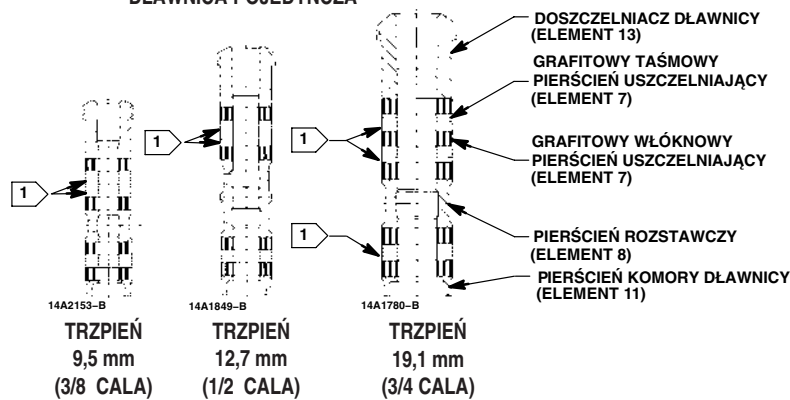 DŁAWNICA POJEDYNCZA
DOSZCZELNIACZ DŁAWNICY
(ELEMENT 13)
GRAFITOWY TAŚMOWY
PIERŚCIEŃ USZCZELNIAJĄCY
(ELEMENT 7)
1
1
GRAFITOWY WŁÓKNOWY
PIERŚCIEŃ USZCZELNIAJĄCY
(ELEMENT 7)
1
1
PIERŚCIEŃ ROZSTAWCZY
(ELEMENT 8)
PIERŚCIEŃ KOMORY DŁAWNICY
(ELEMENT 11)
14A2153–B
14A1849–B
14A1780–B
TRZPIEŃ
9,5 mm
(3/8 CALA)
TRZPIEŃ
12,7 mm
(1/2 CALA)
TRZPIEŃ
19,1 mm
(3/4 CALA)